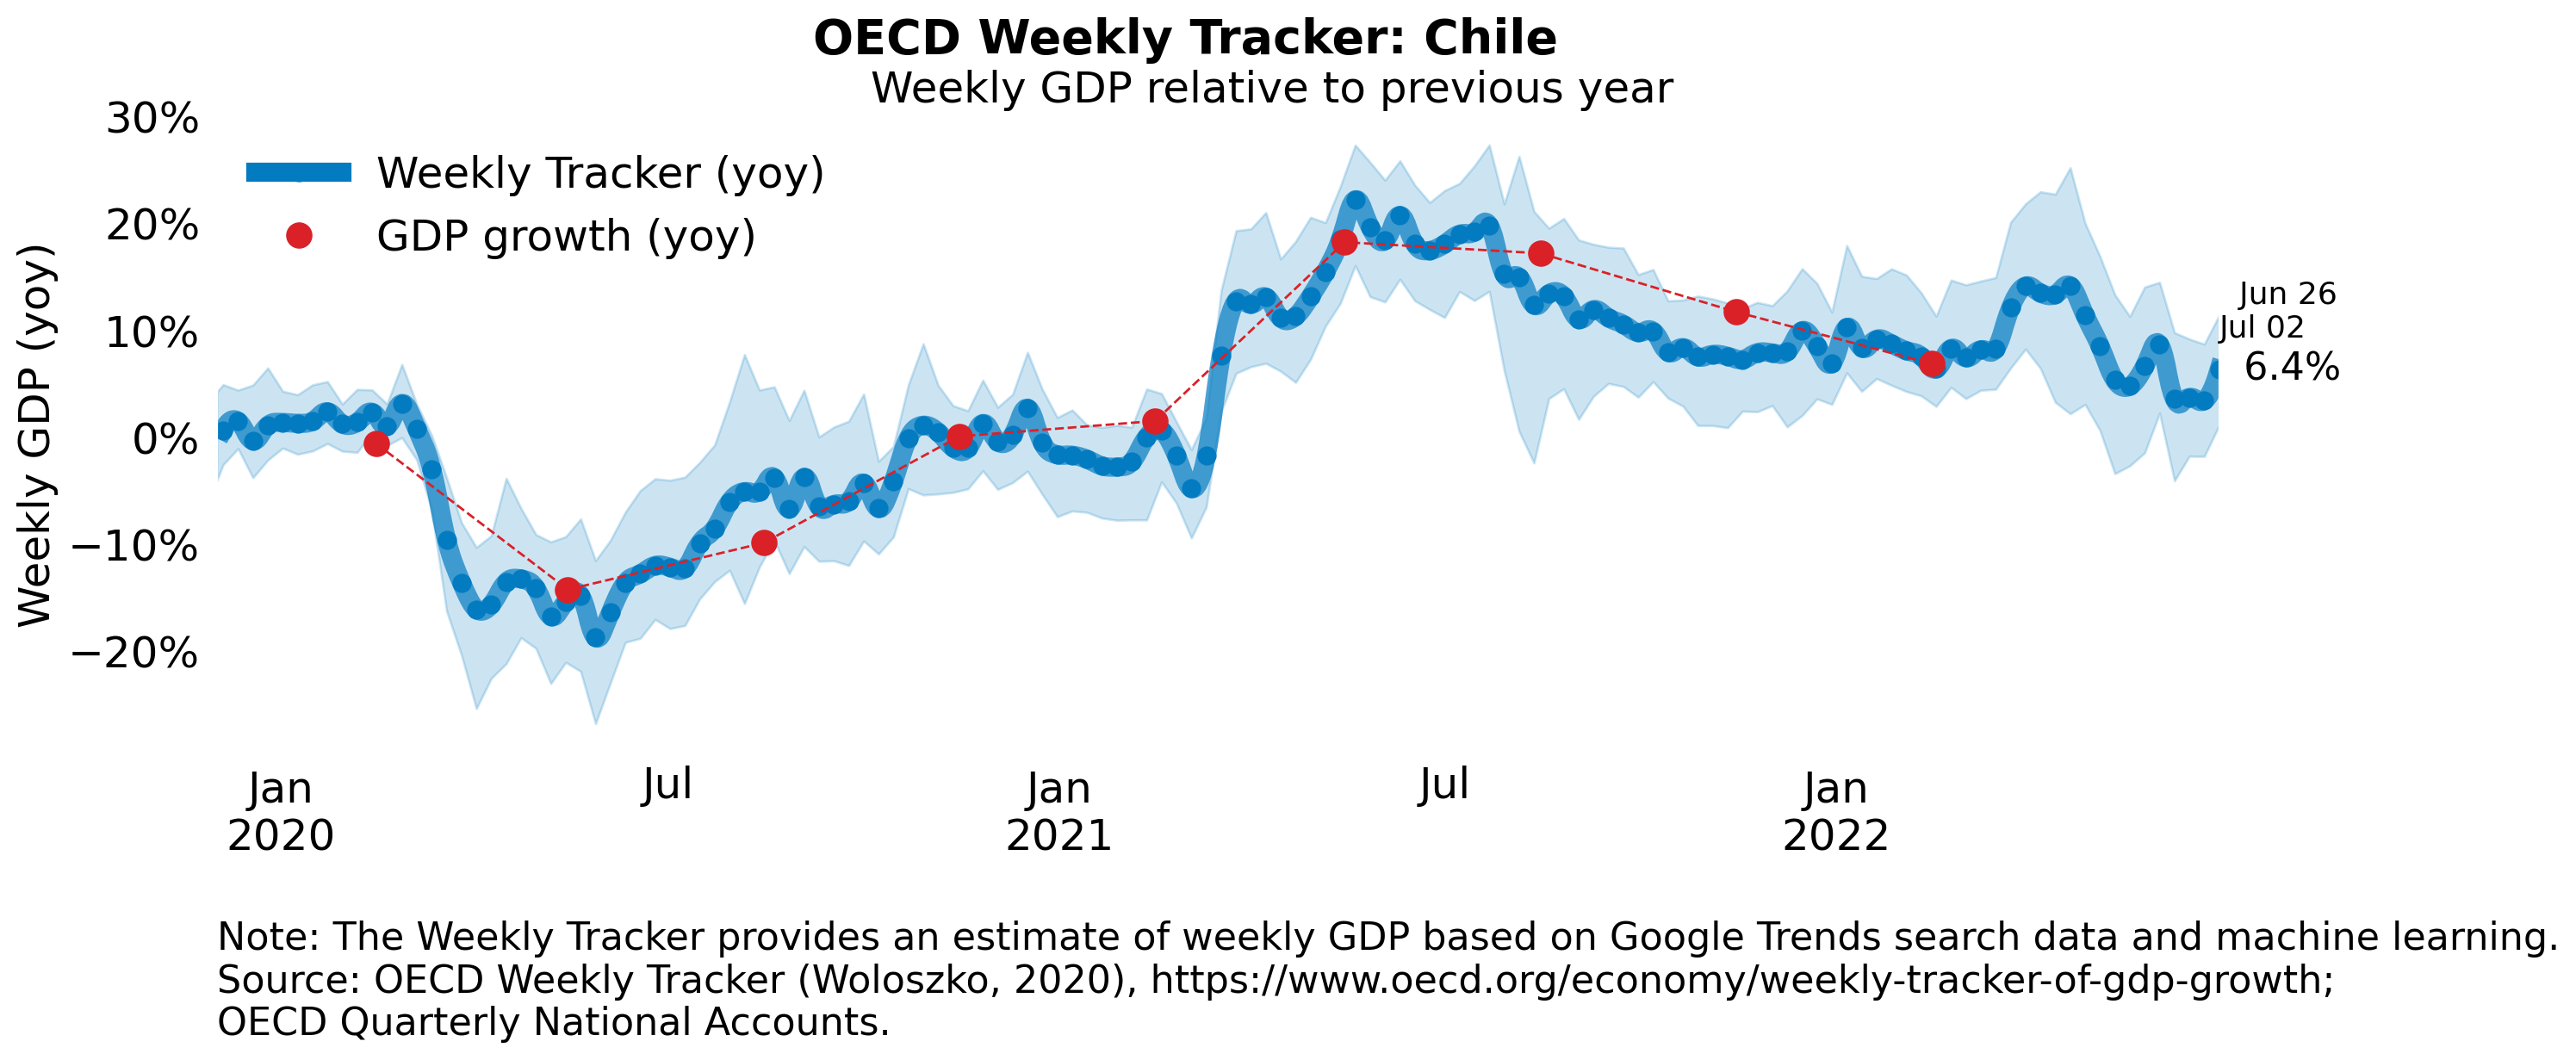 OECD Weekly Tracker: Chile
Weekly GDP relative to previous year
Weekly GDP (yoy)
30%
20%
10%
0%
−10%
−20%
Weekly Tracker (yoy)
GDP growth (yoy)
Jun 26
Jul 02
6.4%
Jan
2020
Jul
Jan
2021
Jul
Jan
2022
Note: The Weekly Tracker provides an estimate of weekly GDP based on Google Trends search data and machine learning.
Source: OECD Weekly Tracker (Woloszko, 2020), https://www.oecd.org/economy/weekly-tracker-of-gdp-growth;
OECD Quarterly National Accounts.